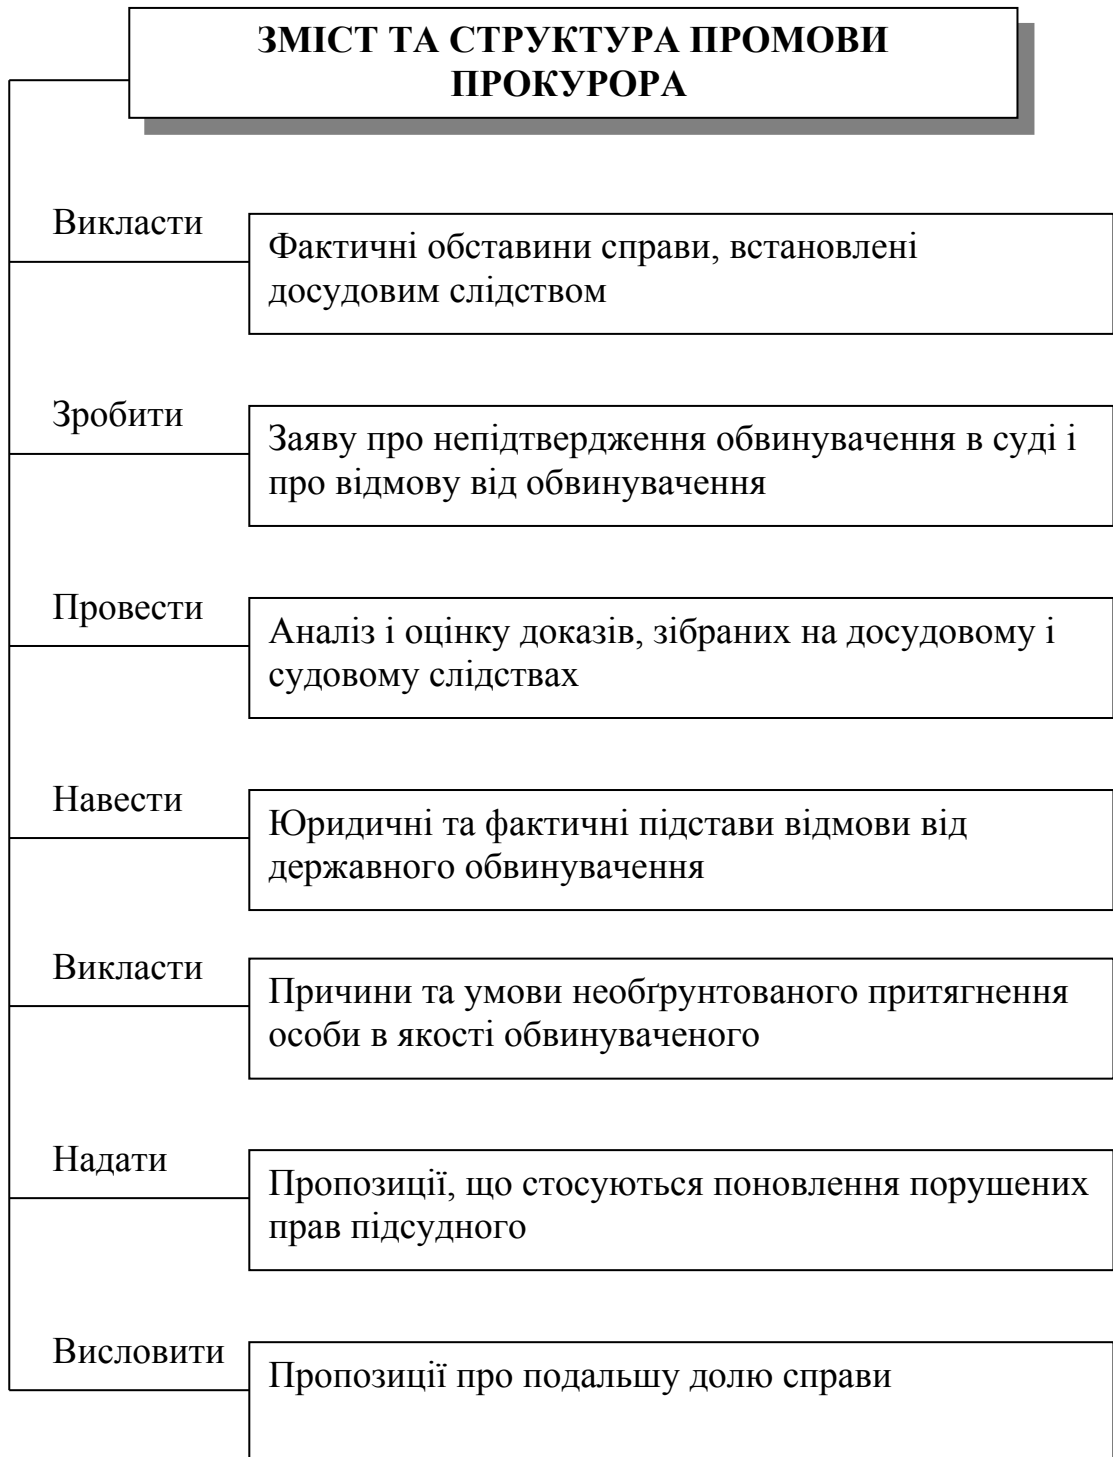 ЗМІСТ ТА СТРУКТУРА ПРОМОВИ
ПРОКУРОРА
Викласти
Фактичні обставини справи, встановлені
досудовим слідством
Зробити
Заяву про непідтвердження обвинувачення в суді і
про відмову від обвинувачення
Провести
Аналіз і оцінку доказів, зібраних на досудовому і
судовому слідствах
Навести
Юридичні та фактичні підстави відмови від
державного обвинувачення
Викласти
Причини та умови необґрунтованого притягнення
особи в якості обвинуваченого
Надати
Пропозиції, що стосуються поновлення порушених
прав підсудного
Висловити
Пропозиції про подальшу долю справи